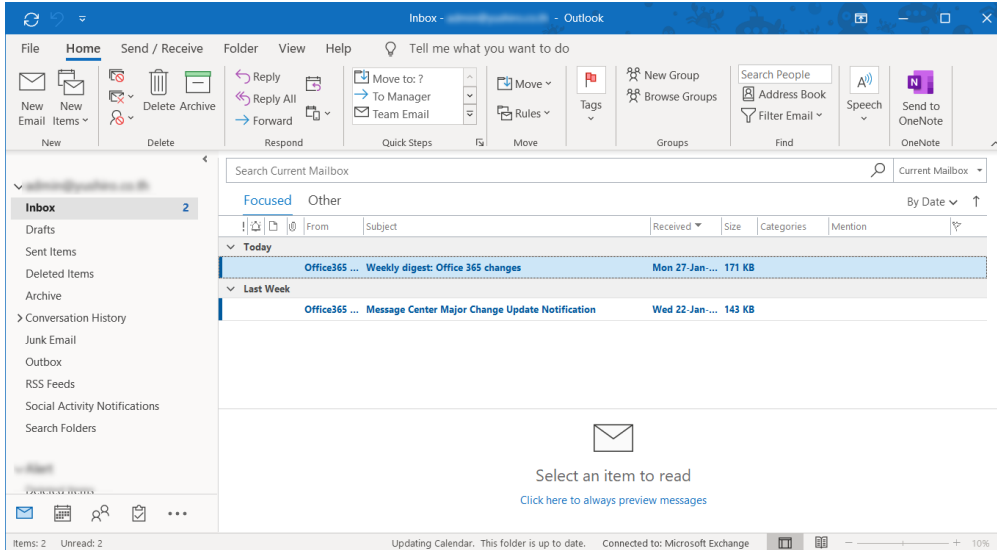 Inbox - - Outlook
File Home Send / Receive Folder View Help Tell me what you want to do
New Email
New Items
Delete
Archive
Reply
Reply All
Forward
Move to: ?
To Manager
Team Email
Move
Rules
Tags
New Group
Browse Groups
Search People
Address Book
Filter Email
Speech
Send to OneNote
New Delete Respond Quick Steps Move Groups Find OneNote
Search Current Mailbox Current Mailbox
Focused Other By Date
! From Subject Received Size Categories Mention
Today
Office365 ... Weekly digest: Office 365 changes Mon 27-Jan-... 171 KB
Last Week
Office365 ... Message Center Major Change Update Notification Wed 22-Jan-... 143 KB
Inbox 2
Drafts
Sent Items
Deleted Items
Archive
Conversation History
Junk Email
Outbox
RSS Feeds
Social Activity Notifications
Search Folders
Select an item to read
Click here to always preview messages
Items: 2 Unread: 2 Updating Calendar. This folder is up to date. Connected to: Microsoft Exchange 10%